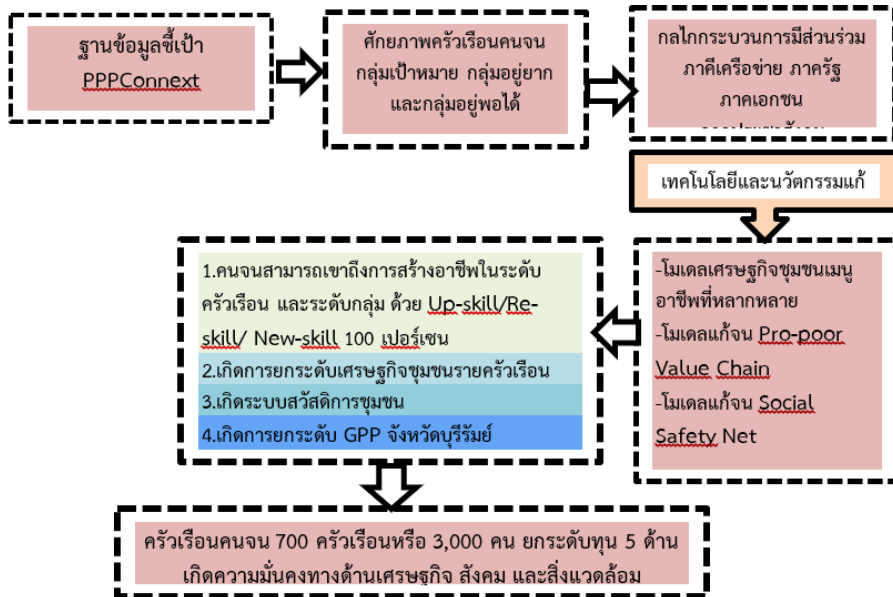 ฐานข้อมูลชี้เป้า
PPPConnext
ศักยภาพครัวเรือนคนจน
กลุ่มเป้าหมาย กลุ่มอยู่ยาก
และกลุ่มอยู่พอได้
กลไกกระบวนการมีส่วนร่วม
ภาคีเครือข่าย ภาครัฐ
ภาคเอกชน
เทคโนโลยีและนวัตกรรมแก้
-โมเดลเศรษฐกิจชุมชนเมนู
อาชีพที่หลากหลาย
-โมเดลแก้จน Pro-poor
Value Chain
-โมเดลแก้จน Social
Safety Net
1.คนจนสามารถเขาถึงการสร้างอาชีพในระดับ
ครัวเรือน และระดับกลุ่ม ด้วย Up-skill/Re-
skill/ New-skill 100 เปอร์เซน
2.เกิดการยกระดับเศรษฐกิจชุมชนรายครัวเรือน
3.เกิดระบบสวัสดิการชุมชน
4.เกิดการยกระดับ GPP จังหวัดบุรีรัมย์
ครัวเรือนคนจน 700 ครัวเรือนหรือ 3,000 คน ยกระดับทุน 5 ด้าน
เกิดความมั่นคงทางด้านเศรษฐกิจ สังคม และสิ่งแวดล้อม